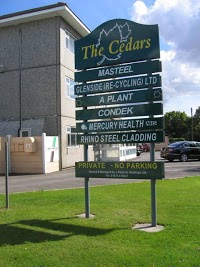 The Cedars
MASTEEL
GLENSIDE (RE-CYCLING) LTD
A PLANT
CONDEK
MERCURY HEALTH
RHINO STEEL CLADDING
PRIVATE - NO PARKING